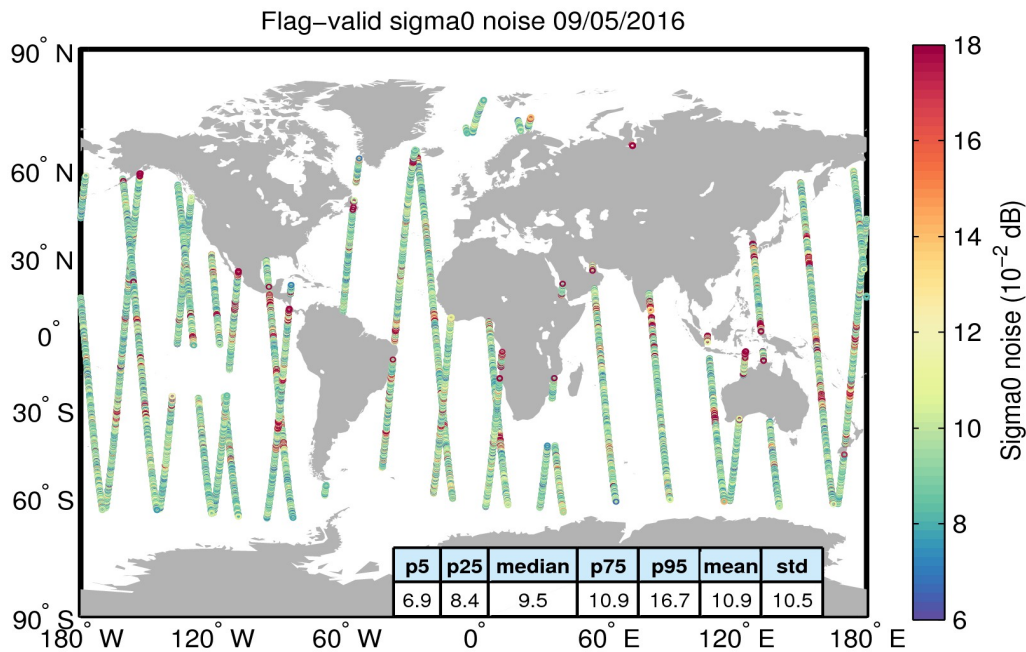 Flag−valid sigma0 noise 09/05/2016
90° N
60° N
30° N
0°
30° S
60° S
90° S
180° W
120° W
60° W
0°
60° E
120° E
180° E
p5 p25 median p75 p95 mean std
6.9 8.4 9.5 10.9 16.7 10.9 10.5
18
16
14
12
10
8
6
Sigma0 noise (10⁻² dB)